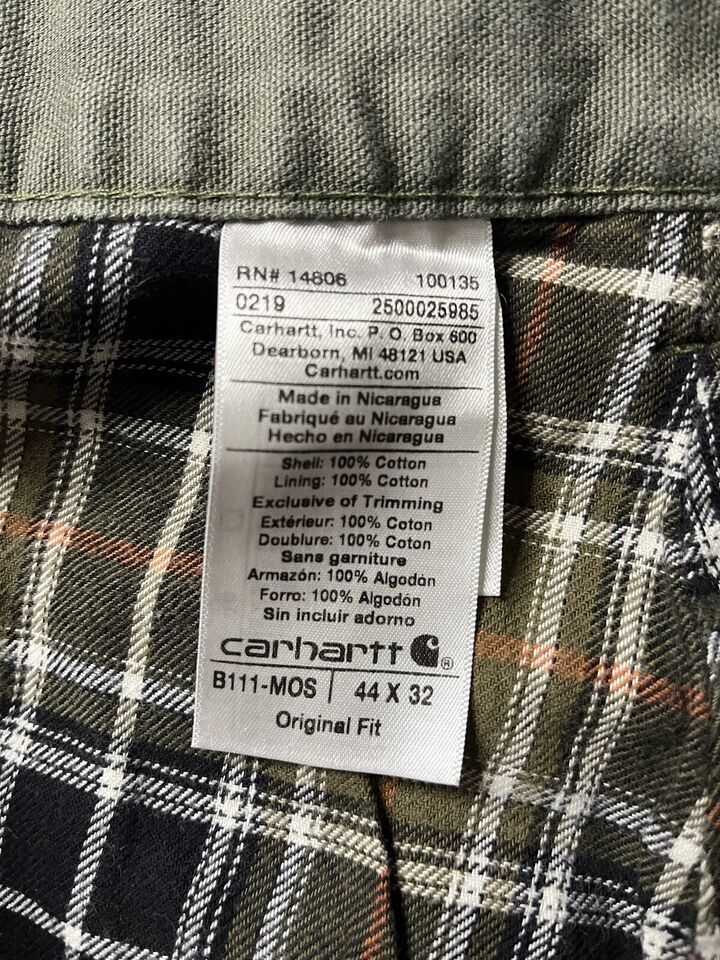 RN# 14806 100135
0219 2500025985
Carhartt, Inc. P. O. Box 600
Dearborn, MI 48121 USA
Carhartt.com
Made in Nicaragua
Fabriqué au Nicaragua
Hecho en Nicaragua
Shell: 100% Cotton
Lining: 100% Cotton
Exclusive of Trimming
Extérieur: 100% Coton
Doublure: 100% Coton
Sans garniture
Armazón: 100% Algodón
Forro: 100% Algodón
Sin incluir adorno
carhartt ®
B111-MOS | 44 X 32
Original Fit